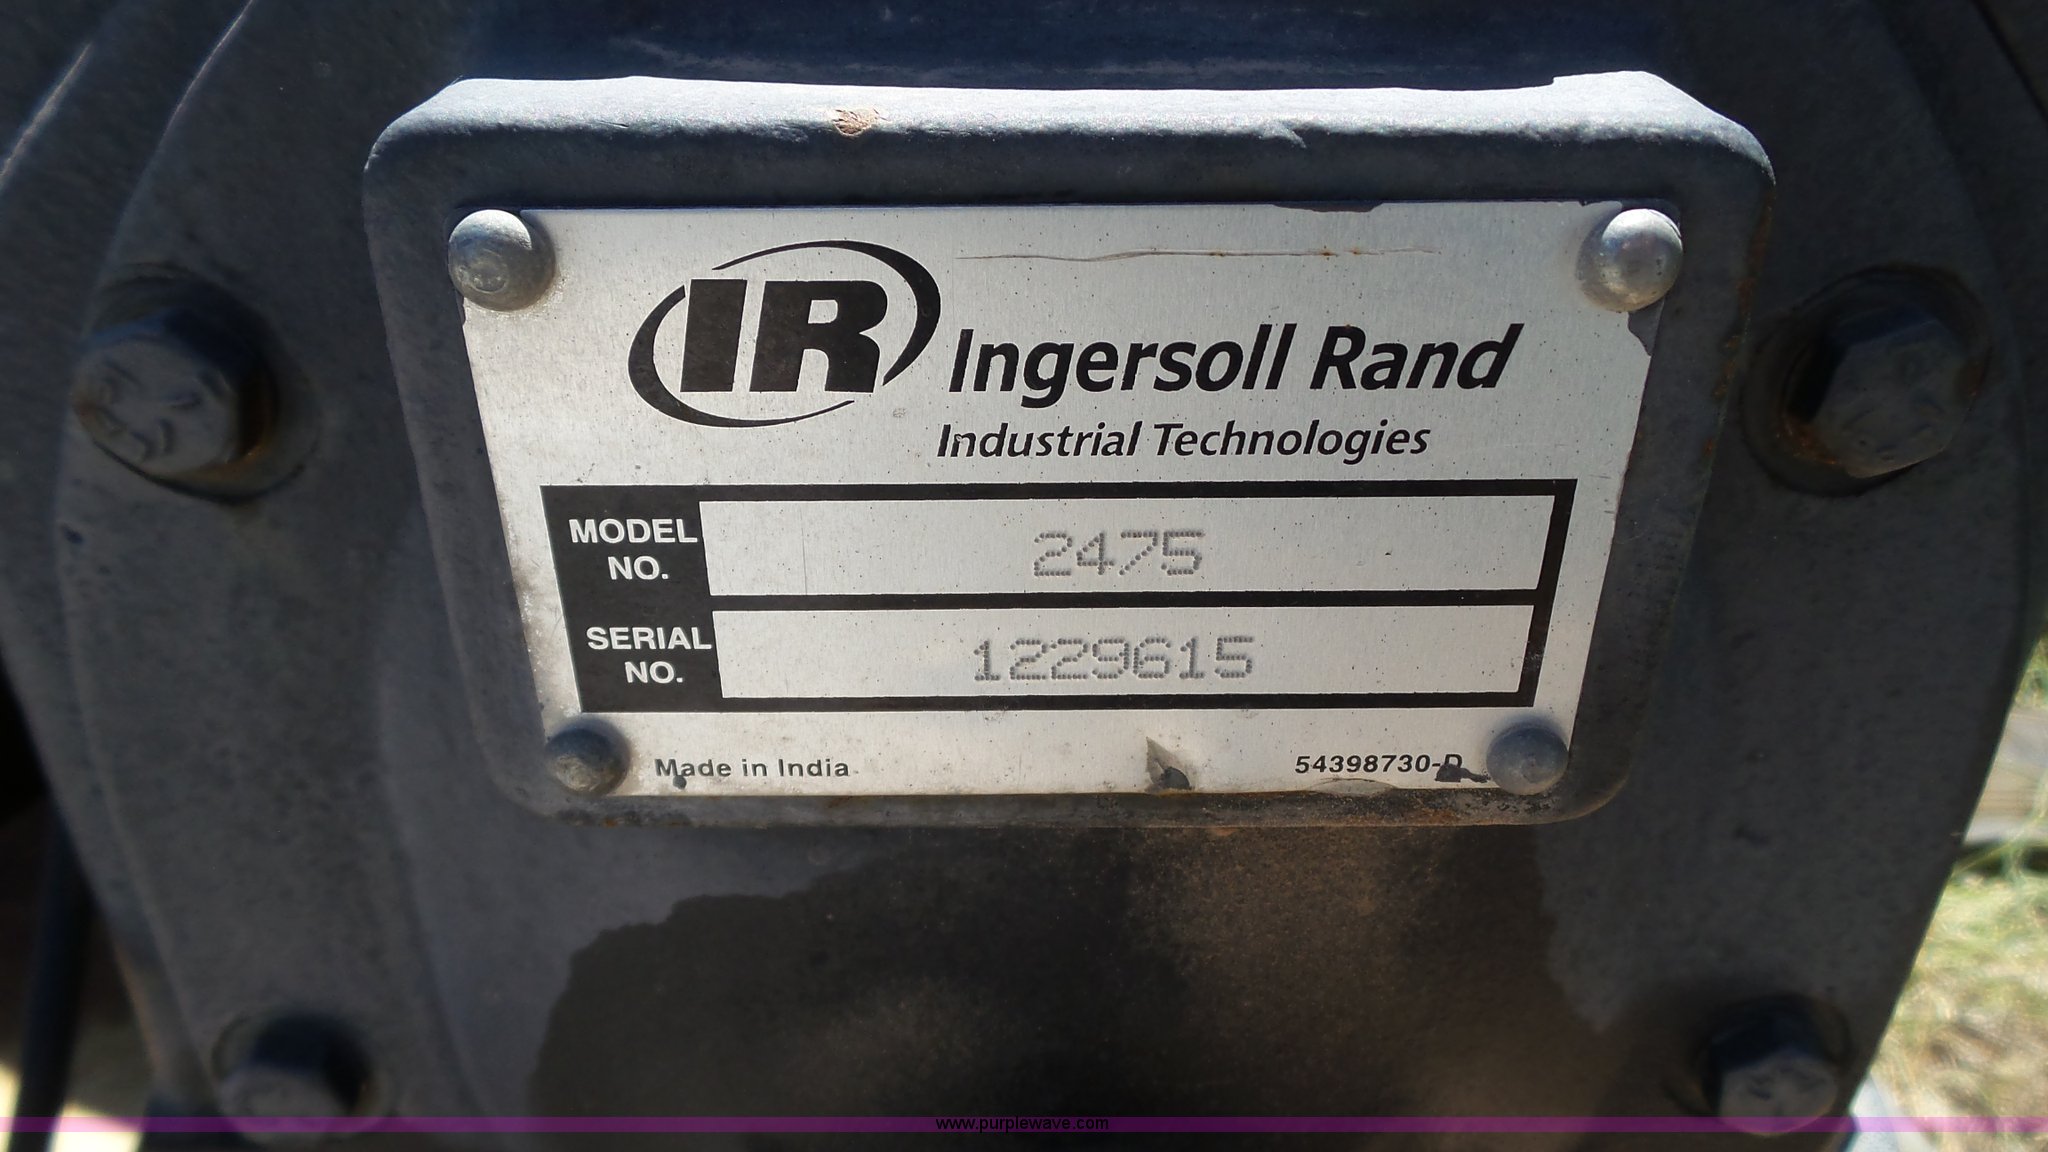 IR
Ingersoll Rand
Industrial Technologies
MODEL NO.
2475
SERIAL NO.
1229615
Made in India
54398730-D
www.purplewave.com